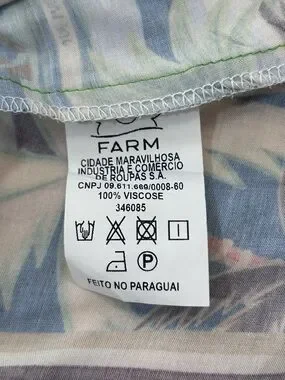 FARM
CIDADE MARAVILHOSA
INDUSTRIA E COMERCIO
DE ROUPAS S.A.
CNPJ 09.611.669/0008-60
100% VISCOSE
346085
P
FEITO NO PARAGUAI